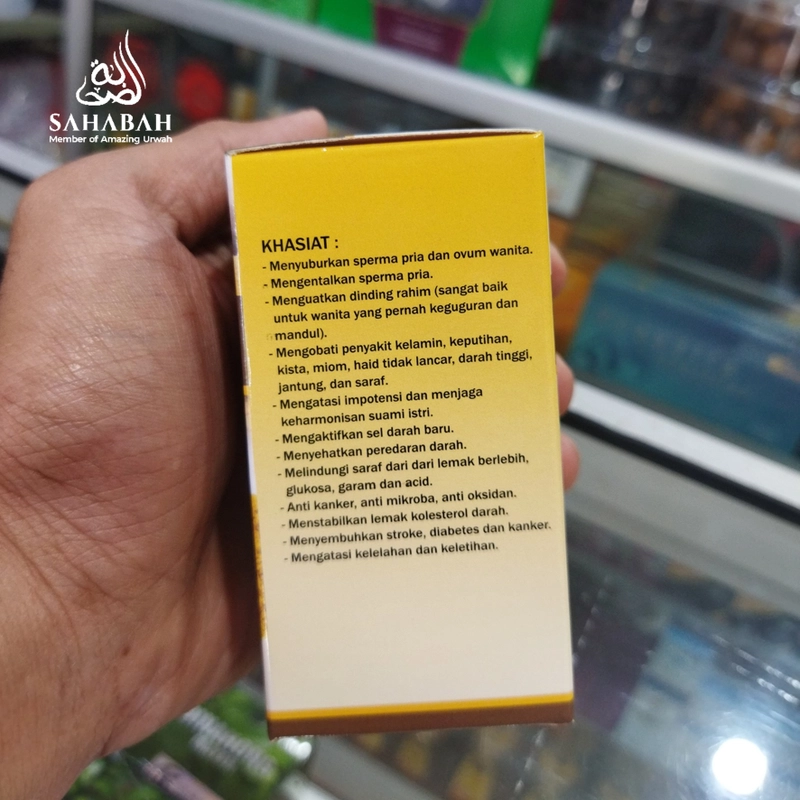 الصحابة
SAHABAH
Member of Amazing Urwah
KHASIAT :
- Menyuburkan sperma pria dan ovum wanita.
- Mengentalkan sperma pria.
- Menguatkan dinding rahim (sangat baik
untuk wanita yang pernah keguguran dan
mandul).
- Mengobati penyakit kelamin, keputihan,
kista, miom, haid tidak lancar, darah tinggi,
jantung, dan saraf.
- Mengatasi impotensi dan menjaga
keharmonisan suami istri.
- Mengaktifkan sel darah baru.
- Menyehatkan peredaran darah.
- Melindungi saraf dari dari lemak berlebih,
glukosa, garam dan acid.
- Anti kanker, anti mikroba, anti oksidan.
- Menstabilkan lemak kolesterol darah.
- Menyembuhkan stroke, diabetes dan kanker.
- Mengatasi kelelahan dan keletihan.